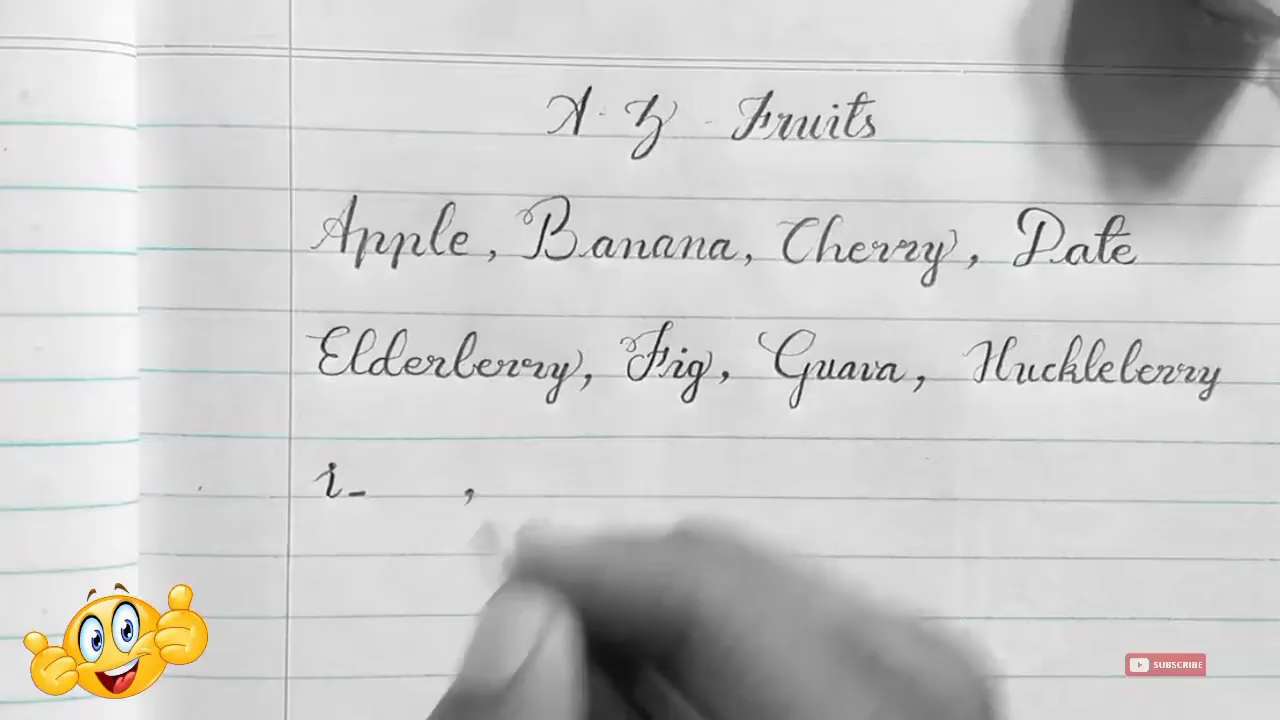 A-Z - Fruits
Apple, Banana, Cherry, Date
Elderberry, Fig, Guava, Huckleberry
i- ,
SUBSCRIBE